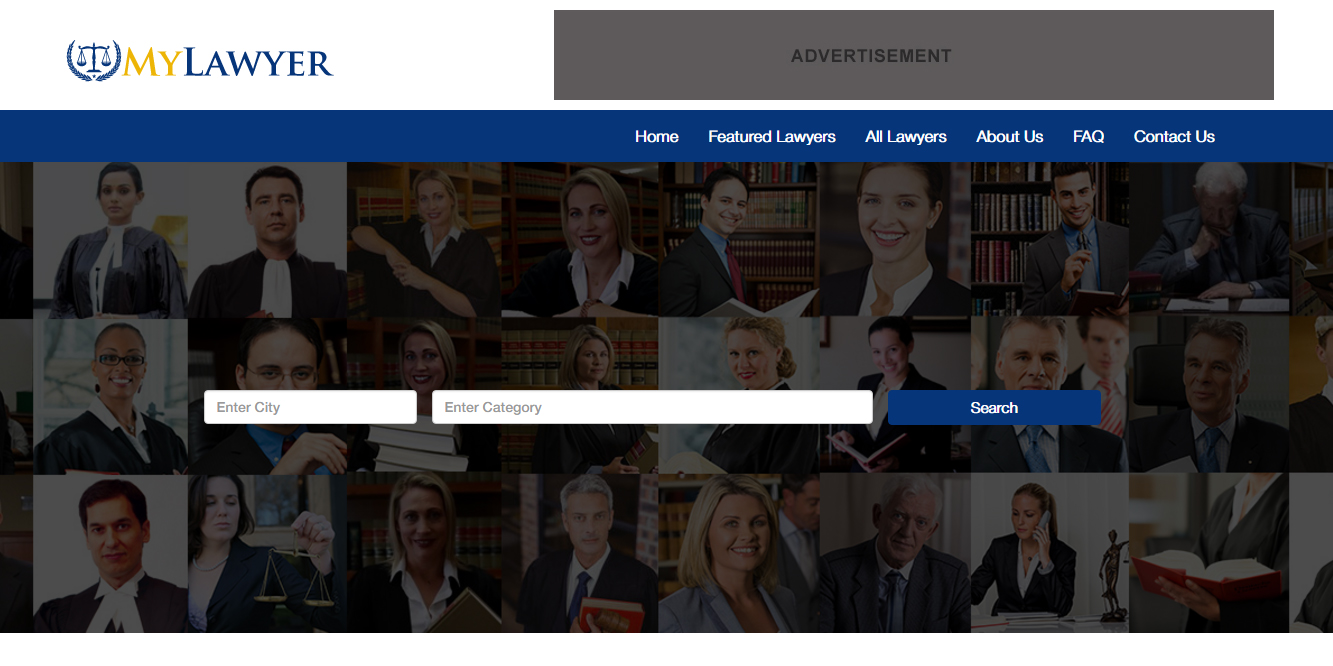 MYLAWYER
ADVERTISEMENT
Home Featured Lawyers All Lawyers About Us FAQ Contact Us
Enter City Enter Category Search